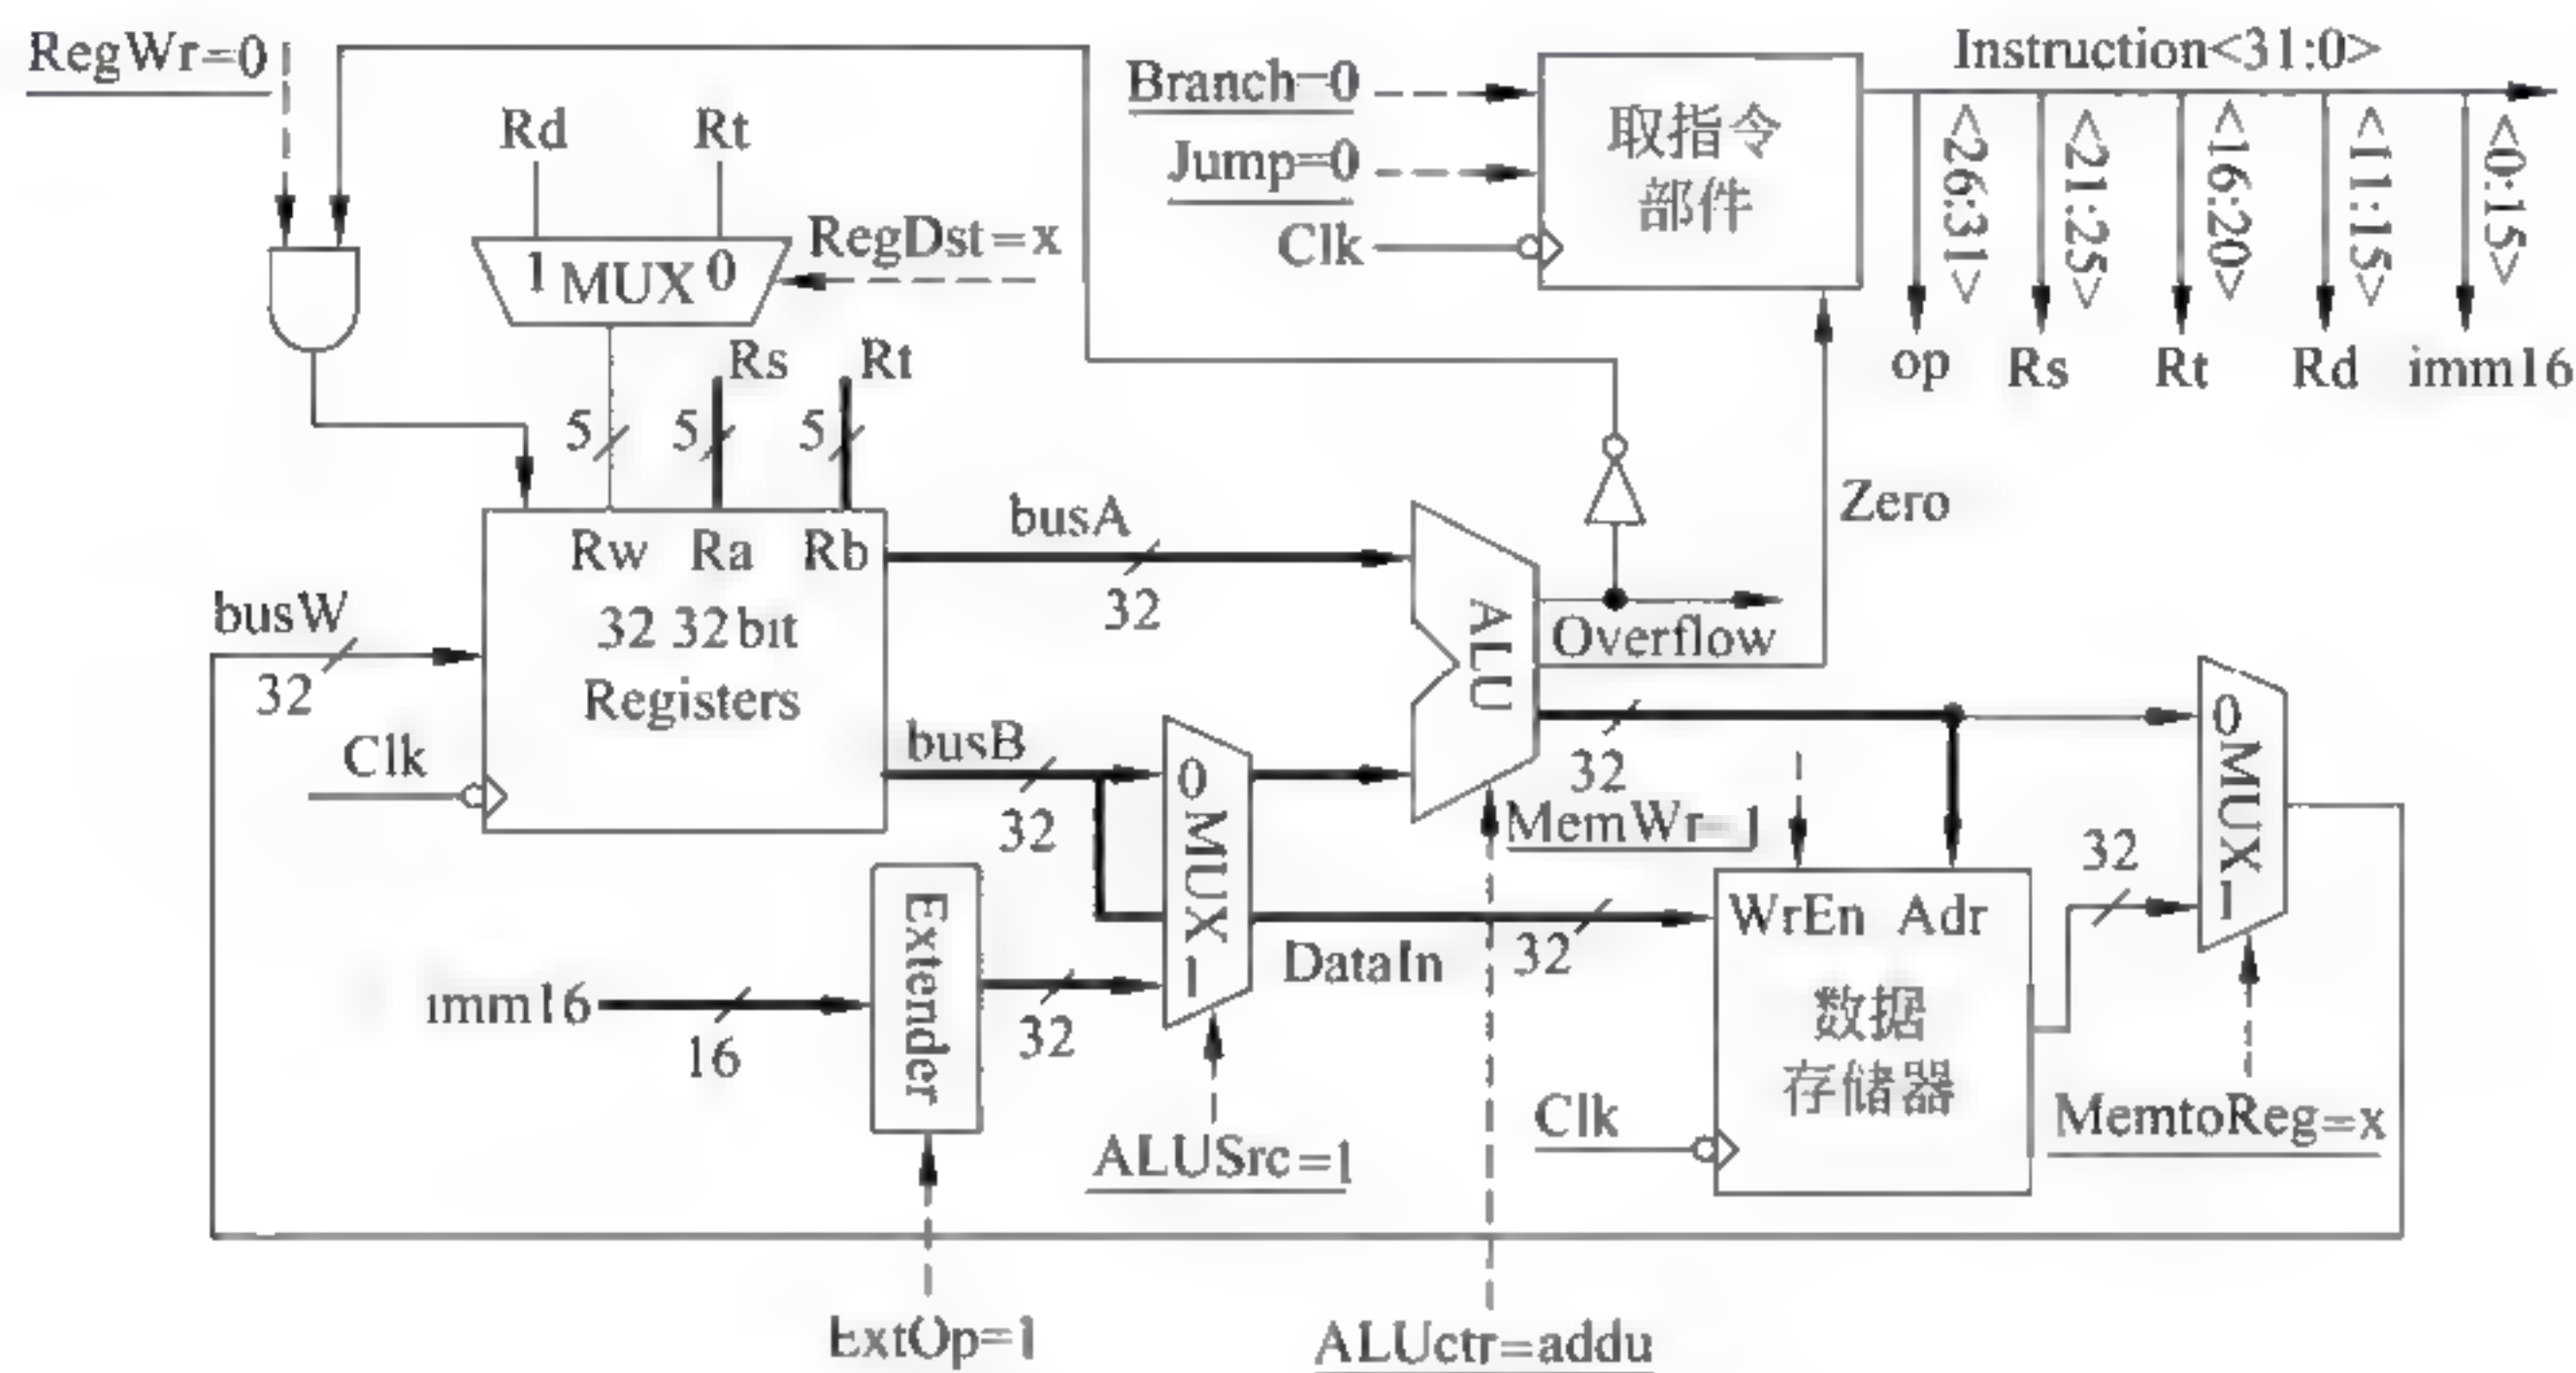 RegWr=0
Rd
Rt
1 MUX 0
RegDst=x
Branch=0
Jump=0
Clk
取指令
部件
Instruction<31:0>
<26:31>
<21:25>
<16:20>
<11:15>
<0:15>
op
Rs
Rt
Rd
imm16
Rs
Rt
5
5
5
Rw
Ra
Rb
32 32bit
Registers
busW
32
Clk
busA
32
busB
32
0
MUX
1
ALU
Overflow
Zero
32
MemWr=1
WrEn
Adr
数据
存储器
Clk
DataIn
32
32
0
MUX
1
MemtoReg=x
imm16
16
Extender
32
ALUSrc=1
ExtOp=1
ALUctr=addu